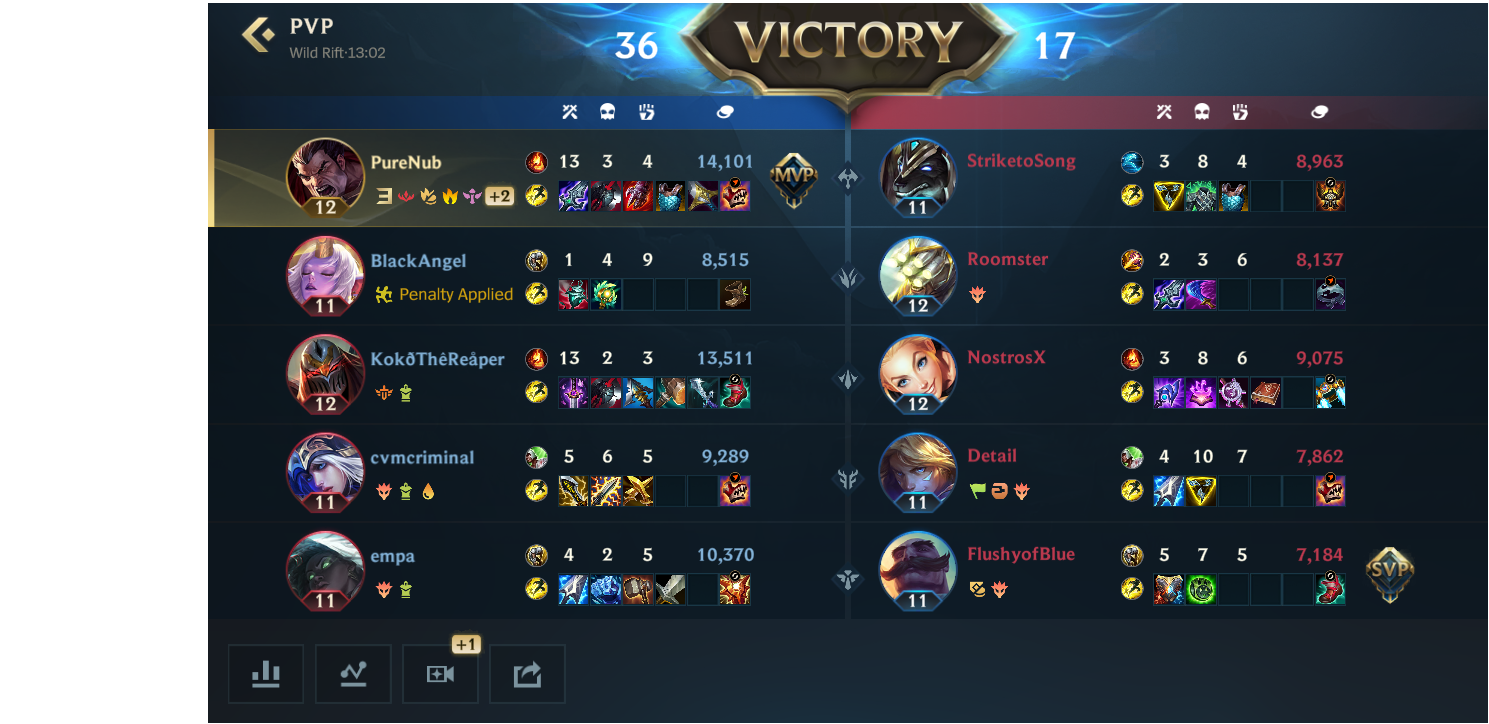 PVP
Wild Rift·13:02
36 VICTORY 17
PureNub 13 3 4 14,101 MVP
12 +2
StriketoSong 3 8 4 8,963
11
BlackAngel 1 4 9 8,515
11 Penalty Applied
Roomster 2 3 6 8,137
12
KokðThêReåper 13 2 3 13,511
12
NostrosX 3 8 6 9,075
12
cvmcriminal 5 6 5 9,289
11
Detail 4 10 7 7,862
11
empa 4 2 5 10,370
11
FlushyofBlue 5 7 5 7,184 SVP
11
+1